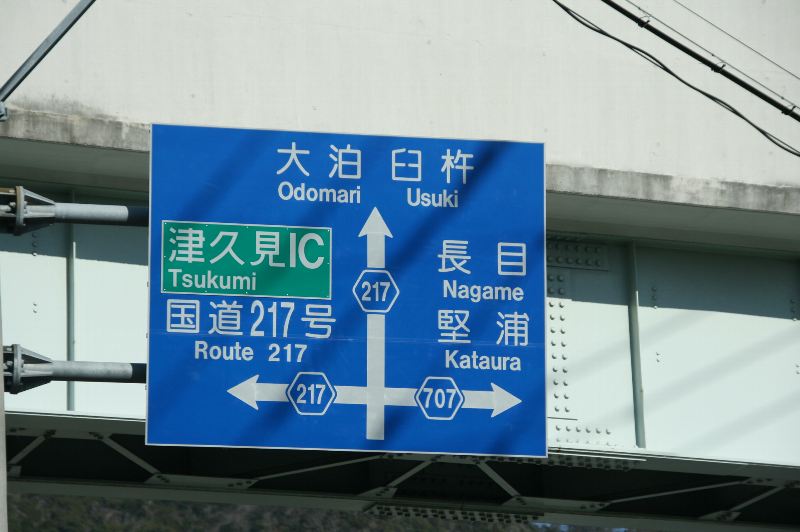 大泊 臼杵
Odomari Usuki
津久見IC
Tsukumi
国道217号
Route 217
217
長目
Nagame
堅浦
Kataura
217
707